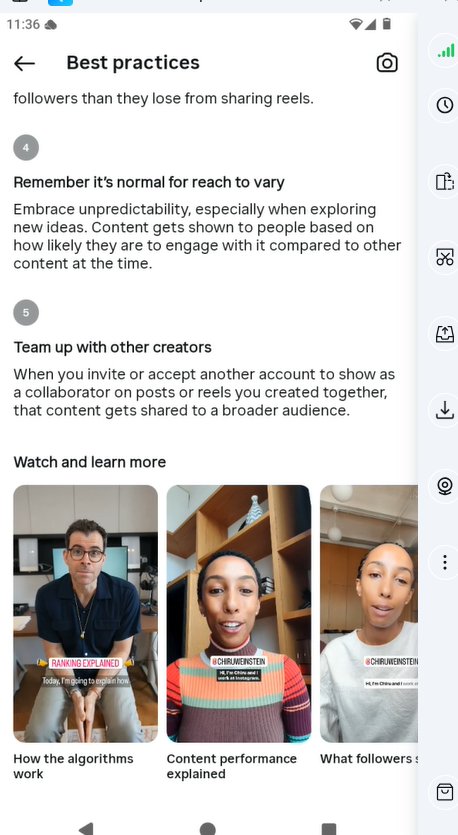 11:36
Best practices
followers than they lose from sharing reels.
4
Remember it's normal for reach to vary
Embrace unpredictability, especially when exploring
new ideas. Content gets shown to people based on
how likely they are to engage with it compared to other
content at the time.
5
Team up with other creators
When you invite or accept another account to show as
a collaborator on posts or reels you created together,
that content gets shared to a broader audience.
Watch and learn more
RANKING EXPLAINED
Today, I'm going to explain how
@CHIRUWEINSTEIN
Hi, I'm Chiru and I
work at Instagram.
@CHIRUWEINSTEIN
Hi, I'm Chiru and I work at
How the algorithms
work
Content performance
explained
What followers s